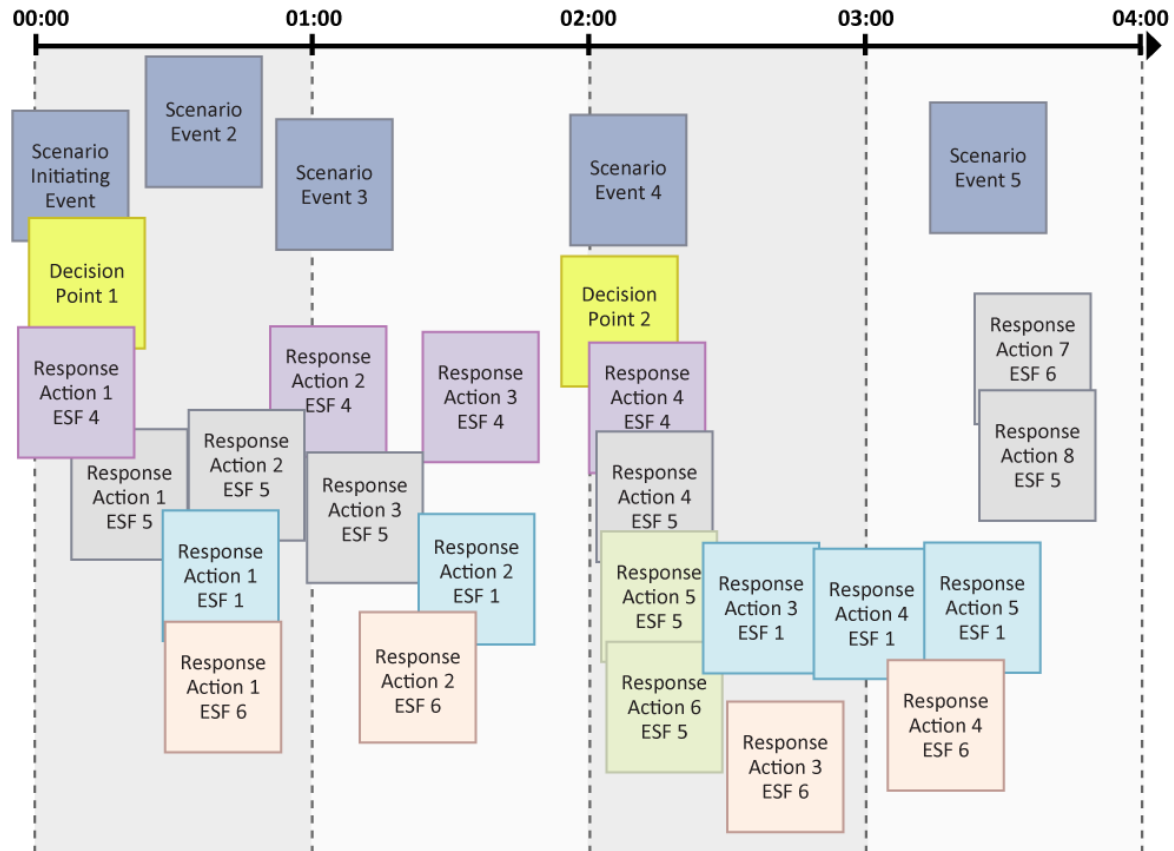 00:00
01:00
02:00
03:00
04:00
Scenario
Initiating
Event
Scenario
Event 2
Scenario
Event 3
Scenario
Event 4
Scenario
Event 5
Decision
Point 1
Decision
Point 2
Response
Action 1
ESF 4
Response
Action 2
ESF 4
Response
Action 3
ESF 4
Response
Action 4
ESF 4
Response
Action 7
ESF 6
Response
Action 1
ESF 5
Response
Action 2
ESF 5
Response
Action 3
ESF 5
Response
Action 4
ESF 5
Response
Action 8
ESF 5
Response
Action 1
ESF 1
Response
Action 2
ESF 1
Response
Action 5
ESF 5
Response
Action 3
ESF 1
Response
Action 4
ESF 1
Response
Action 5
ESF 1
Response
Action 1
ESF 6
Response
Action 2
ESF 6
Response
Action 6
ESF 5
Response
Action 3
ESF 6
Response
Action 4
ESF 6